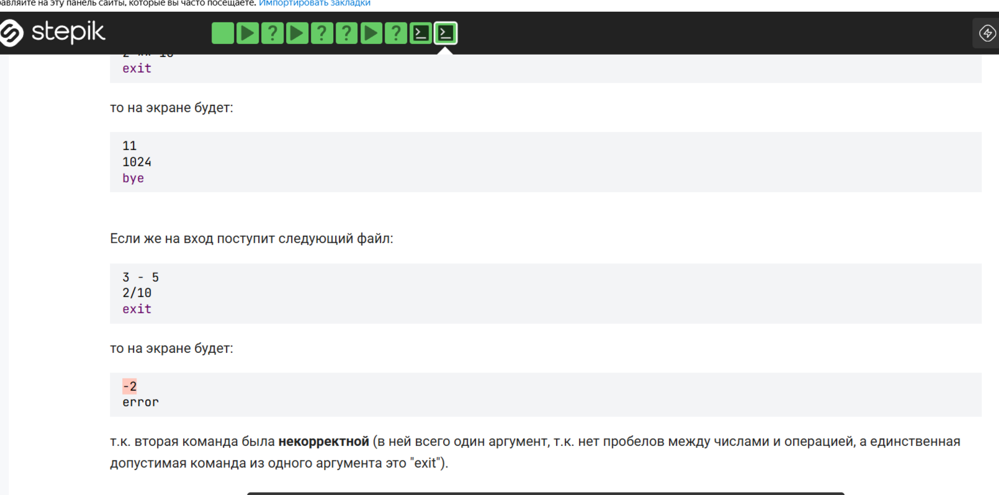 авляйте на эту панель сайты, которые вы часто посещаете. Импортировать закладки
stepik
2 ** 10
exit
то на экране будет:
11
1024
bye
Если же на вход поступит следующий файл:
3 - 5
2/10
exit
то на экране будет:
-2
error
т.к. вторая команда была некорректной (в ней всего один аргумент, т.к. нет пробелов между числами и операцией, а единственная
допустимая команда из одного аргумента это "exit").